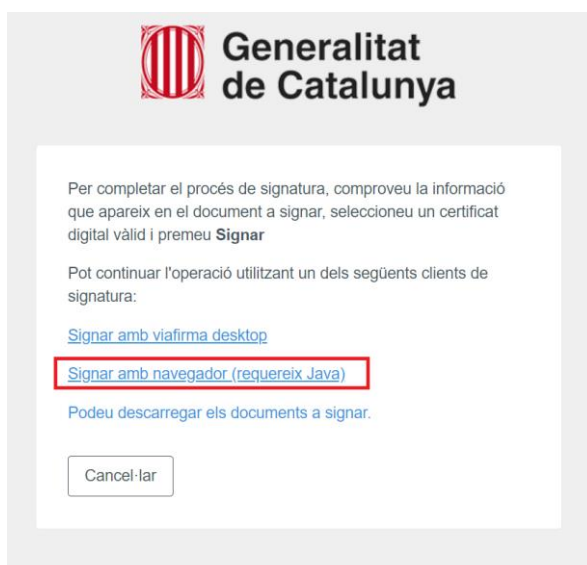 Generalitat
de Catalunya
Per completar el procés de signatura, comproveu la informació
que apareix en el document a signar, seleccioneu un certificat
digital vàlid i premeu Signar
Pot continuar l'operació utilitzant un dels següents clients de
signatura:
Signar amb viafirma desktop
Signar amb navegador (requereix Java)
Podeu descarregar els documents a signar.
Cancel·lar